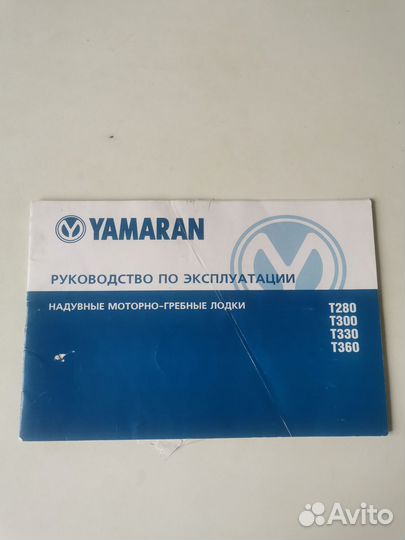 YAMARAN
РУКОВОДСТВО ПО ЭКСПЛУАТАЦИИ
НАДУВНЫЕ МОТОРНО-ГРЕБНЫЕ ЛОДКИ
T280
T300
T330
T360
Avito